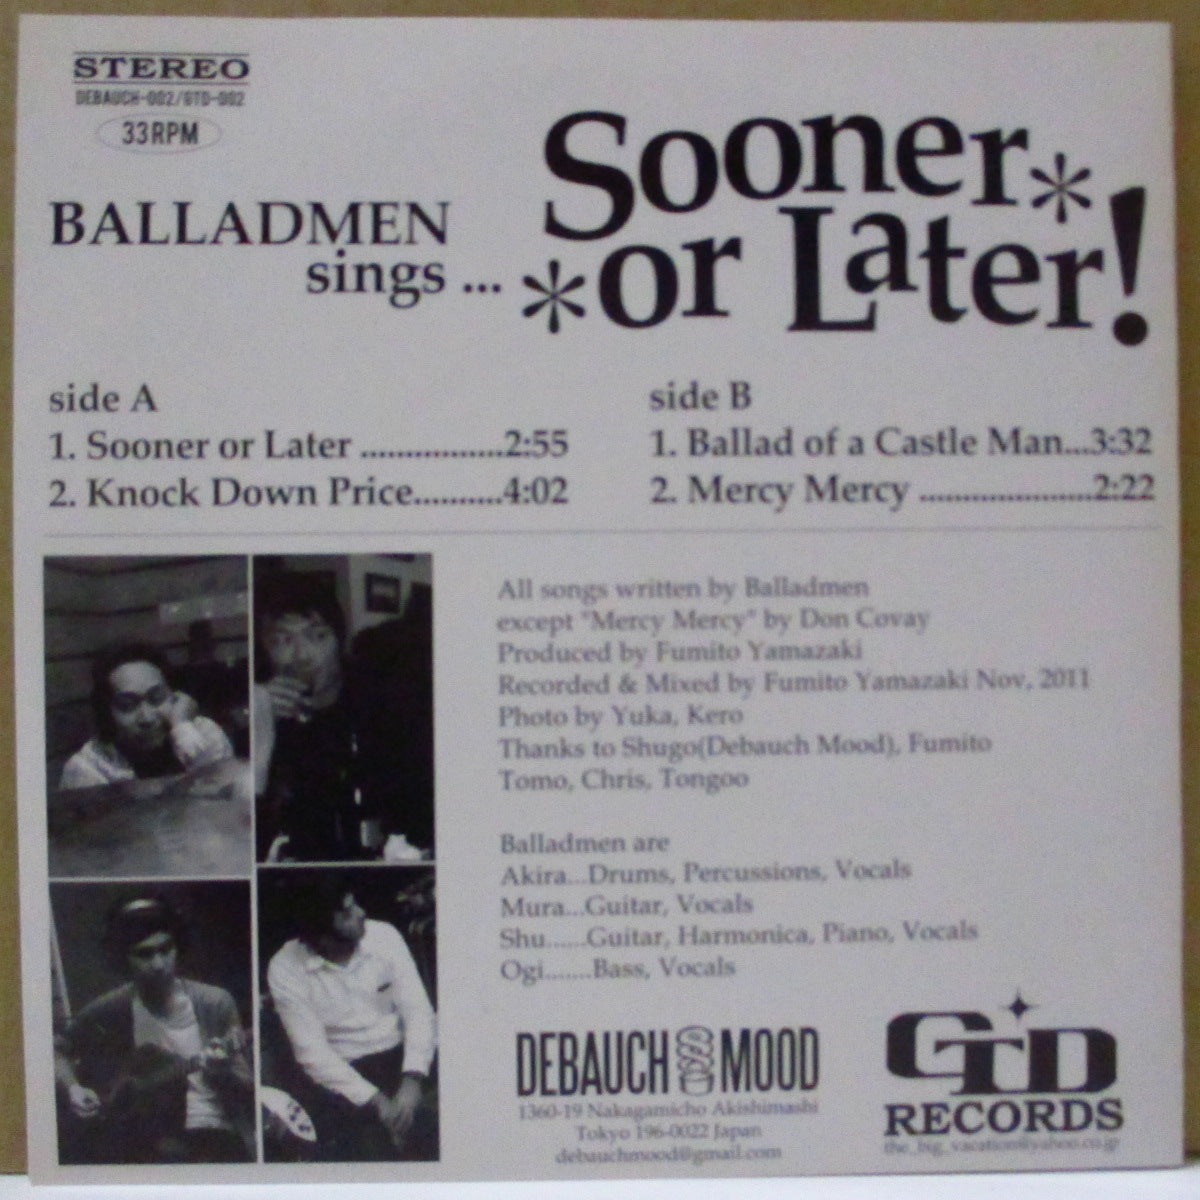 STEREO
DEBAUCH-002/GTD-002
33RPM
BALLADMEN
sings ...
Sooner*
*or Later!
side A
1. Sooner or Later .................2:55
2. Knock Down Price..........4:02
side B
1. Ballad of a Castle Man...3:32
2. Mercy Mercy .....................2:22
All songs written by Balladmen
except "Mercy Mercy" by Don Covay
Produced by Fumito Yamazaki
Recorded & Mixed by Fumito Yamazaki Nov, 2011
Photo by Yuka, Kero
Thanks to Shugo(Debauch Mood), Fumito
Tomo, Chris, Tongoo
Balladmen are
Akira...Drums, Percussions, Vocals
Mura...Guitar, Vocals
Shu......Guitar, Harmonica, Piano, Vocals
Ogi.......Bass, Vocals
DEBAUCH MOOD
1360-19 Nakagamicho Akishimashi
Tokyo 196-0022 Japan
debauchmood@gmail.com
GTD
RECORDS
the_big_vacation@yahoo.co.jp